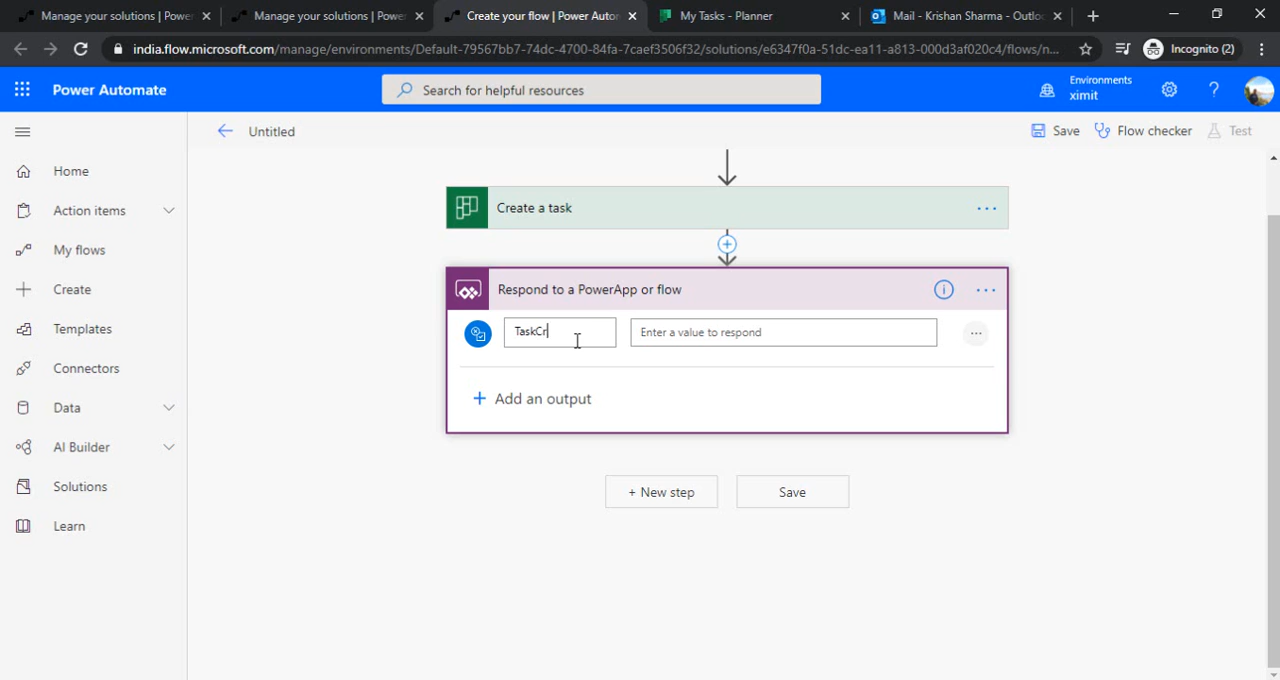 Manage your solutions | Power
Manage your solutions | Power
Create your flow | Power Autor
My Tasks - Planner
Mail - Krishan Sharma - Outloo
india.flow.microsoft.com/manage/environments/Default-79567bb7-74dc-4700-84fa-7caef3506f32/solutions/e6347f0a-51dc-ea11-a813-000d3af020c4/flows/n...
Incognito (2)
Power Automate
Search for helpful resources
Environments
ximit
Untitled
Save
Flow checker
Test
Home
Action items
My flows
Create
Templates
Connectors
Data
AI Builder
Solutions
Learn
Create a task
Respond to a PowerApp or flow
TaskCr
Enter a value to respond
+ Add an output
+ New step
Save